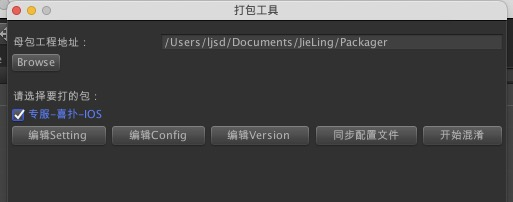 打包工具
母包工程地址： /Users/ljsd/Documents/JieLing/Packager
Browse
请选择要打的包：
专服-喜扑-IOS
编辑Setting 编辑Config 编辑Version 同步配置文件 开始混淆